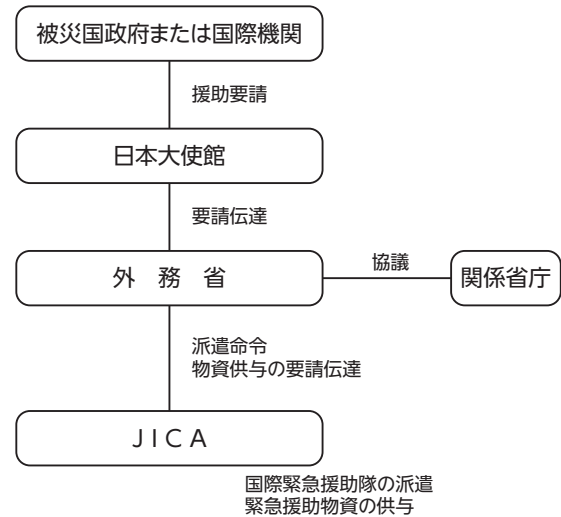 被災国政府または国際機関
援助要請
日本大使館
要請伝達
外　務　省
協議
関係省庁
派遣命令
物資供与の要請伝達
J I C A
国際緊急援助隊の派遣
緊急援助物資の供与